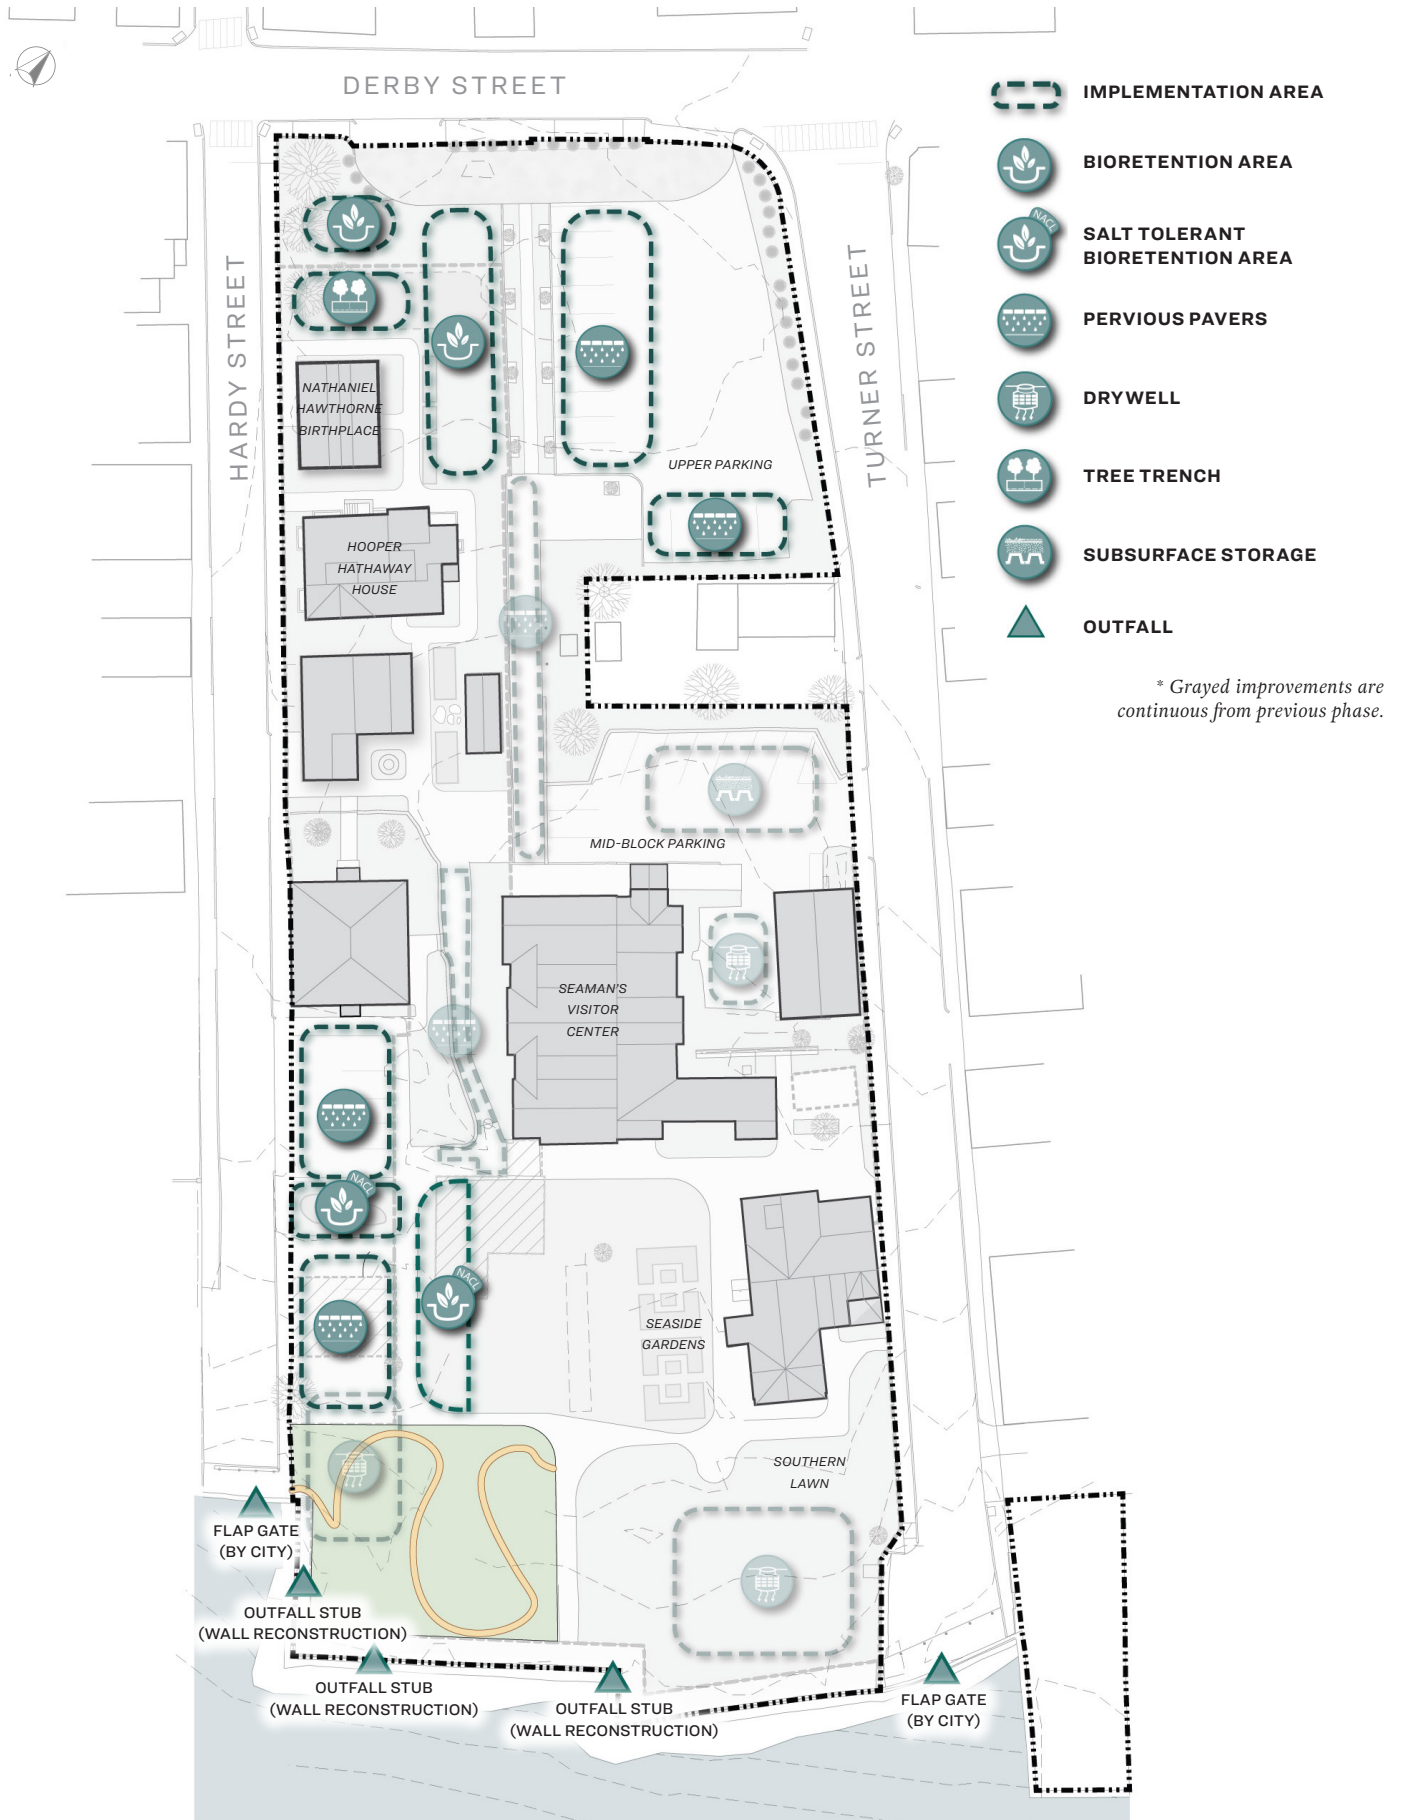 DERBY STREET
HARDY STREET
TURNER STREET
IMPLEMENTATION AREA
BIORETENTION AREA
NACL
SALT TOLERANT
BIORETENTION AREA
PERVIOUS PAVERS
DRYWELL
TREE TRENCH
SUBSURFACE STORAGE
OUTFALL
* Grayed improvements are
continuous from previous phase.
NATHANIEL
HAWTHORNE
BIRTHPLACE
UPPER PARKING
HOOPER
HATHAWAY
HOUSE
MID-BLOCK PARKING
SEAMAN'S
VISITOR
CENTER
NACL
NACL
SEASIDE
GARDENS
SOUTHERN
LAWN
FLAP GATE
(BY CITY)
OUTFALL STUB
(WALL RECONSTRUCTION)
OUTFALL STUB
(WALL RECONSTRUCTION)
OUTFALL STUB
(WALL RECONSTRUCTION)
FLAP GATE
(BY CITY)